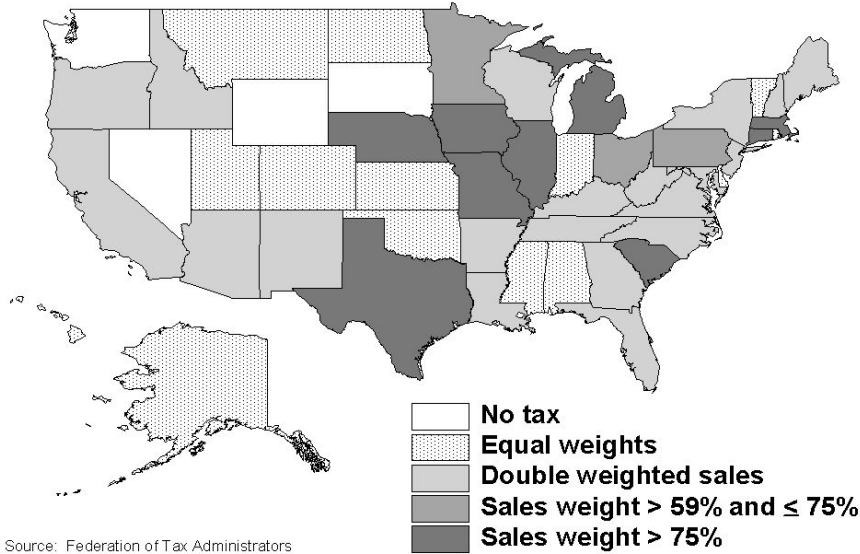 No tax
Equal weights
Double weighted sales
Sales weight > 59% and ≤ 75%
Sales weight > 75%
Source: Federation of Tax Administrators